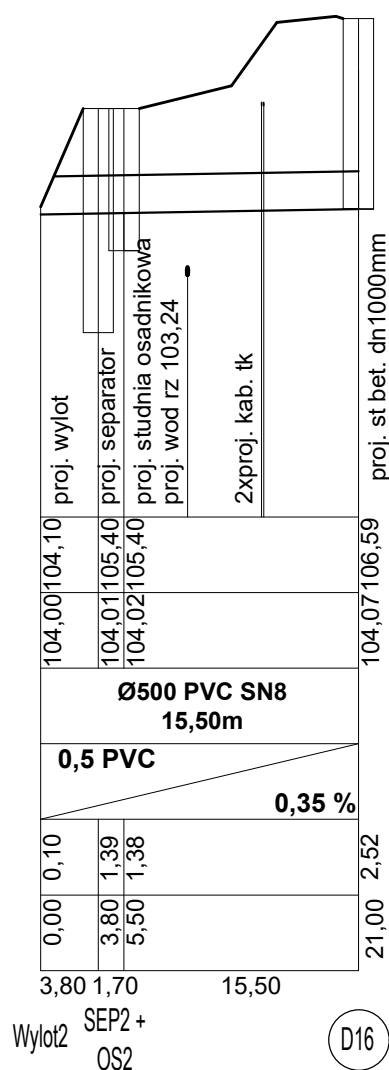 proj. wylot
proj. separator
proj. studnia osadnikowa
proj. wod rz 103,24
2xproj. kab. tk
proj. st bet. dn1000mm
104,10
105,40
105,40
106,59
104,00
104,01
104,02
104,07
Ø500 PVC SN8
15,50m
0,5 PVC
0,35 %
0,10
1,39
1,38
2,52
0,00
3,80
5,50
21,00
3,80 1,70 15,50
Wylot2
SEP2 +
OS2
D16